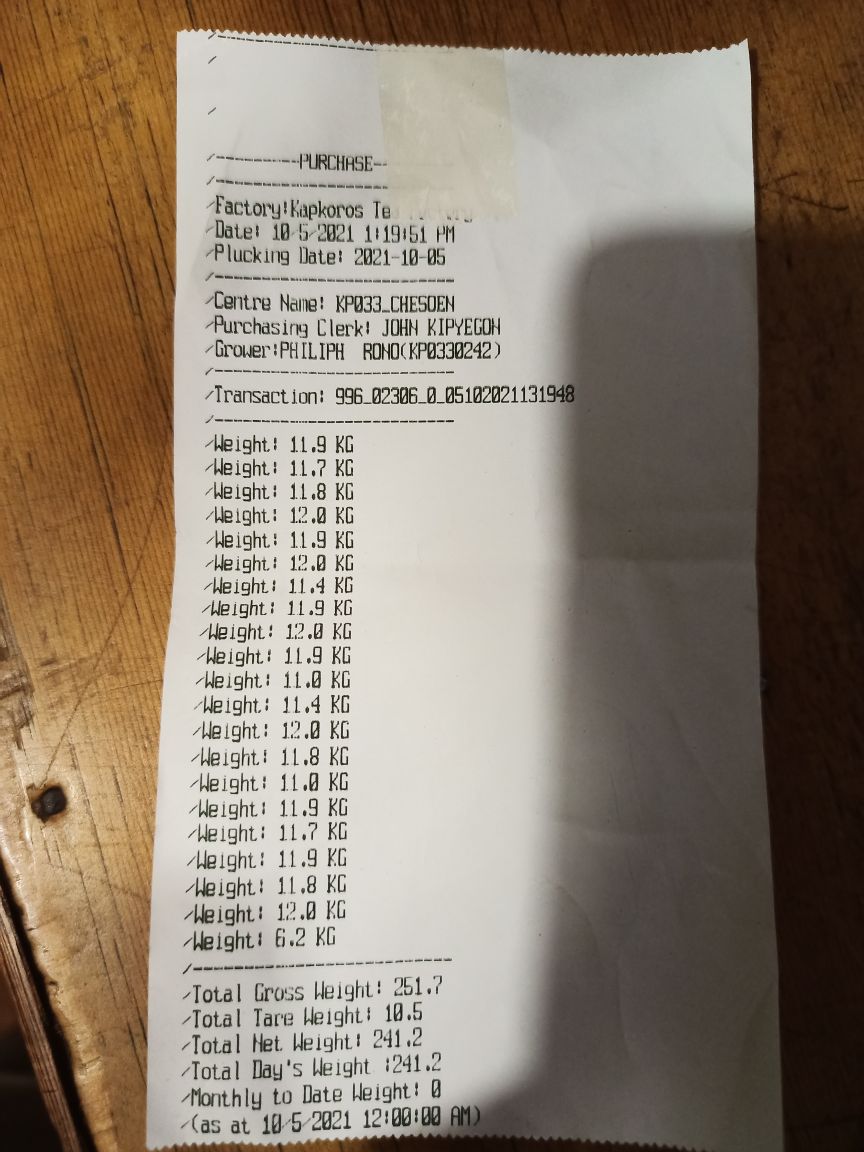 /------------------------
/
/
/---------PURCHASE--
/-------------------
/Factory:Kapkoros Te
/Date: 10/5/2021 1:19:51 PM
/Plucking Date: 2021-10-05
/--------------------------
/Centre Name: KP033_CHESOEN
/Purchasing Clerk: JOHN KIPYEGON
/Grower:PHILIPH  RONO(KP0330242)
/--------------------------
/Transaction: 996_02306_0_05102021131948
/--------------------------
/Weight: 11.9 KG
/Weight: 11.7 KG
/Weight: 11.8 KG
/Weight: 12.0 KG
/Weight: 11.9 KG
/Weight: 12.0 KG
/Weight: 11.4 KG
/Weight: 11.9 KG
/Weight: 12.0 KG
/Weight: 11.9 KG
/Weight: 11.0 KG
/Weight: 11.4 KG
/Weight: 12.0 KG
/Weight: 11.8 KG
/Weight: 11.0 KG
/Weight: 11.9 KG
/Weight: 11.7 KG
/Weight: 11.9 KG
/Weight: 11.8 KG
/Weight: 12.0 KG
/Weight: 6.2 KG
/--------------------------
/Total Gross Weight: 251.7
/Total Tare Weight: 10.5
/Total Net Weight: 241.2
/Total Day's Weight :241.2
/Monthly to Date Weight: 0
/(as at 10/5/2021 12:00:00 AM)